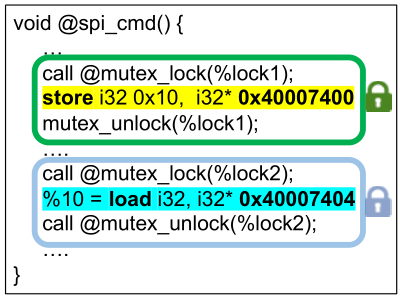 void @spi_cmd() {
…
call @mutex_lock(%lock1);
store i32 0x10, i32* 0x40007400
mutex_unlock(%lock1);
….
call @mutex_lock(%lock2);
%10 = load i32, i32* 0x40007404
call @mutex_unlock(%lock2);
….
}